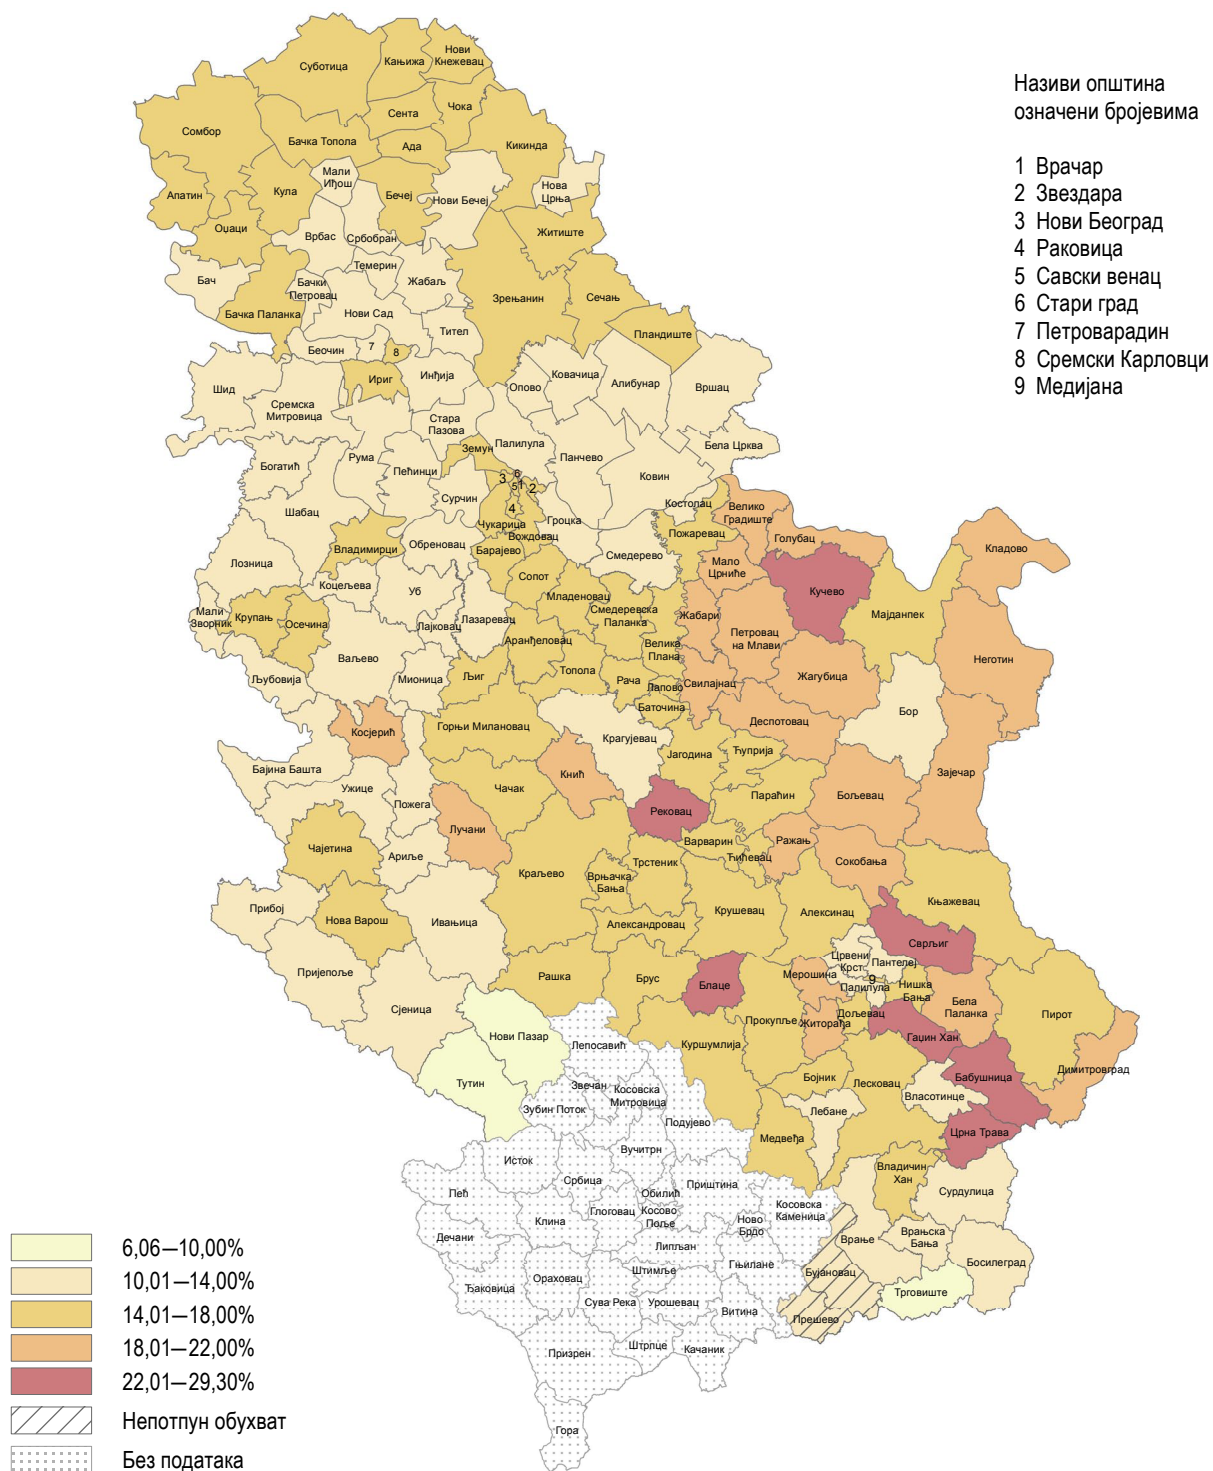 Називи општина
означени бројевима
1 Врачар
2 Звездара
3 Нови Београд
4 Раковица
5 Савски венац
6 Стари град
7 Петроварадин
8 Сремски Карловци
9 Медијана
Суботица
Кањижа
Нови
Кнежевац
Сомбор
Бачка Топола
Сента
Чока
Ада
Кикинда
Апатин
Кула
Мали
Иђош
Бечеј
Нови Бечеј
Нова
Црња
Оџаци
Врбас
Србобран
Житиште
Бач
Темерин
Бачки
Петровац
Жабаљ
Бачка Паланка
Нови Сад
Зрењанин
Сечањ
Тител
Пландиште
Беочин
7
8
Шид
Ириг
Инђија
Опово
Ковачица
Алибунар
Вршац
Сремска
Митровица
Стара
Пазова
Рума
Земун
Палилула
Панчево
Бела Црква
Богатић
Пећинци
Сурчин
3
6
5
1
2
4
Ковин
Костолац
Шабац
Чукарица
Вождовац
Гроцка
Велико
Градиште
Пожаревац
Голубац
Владимирци
Обреновац
Барајево
Смедерево
Кладово
Лозница
Коцељева
Уб
Сопот
Мало
Црниће
Кучево
Мали
Зворник
Крупањ
Осечина
Лајковац
Лазаревац
Младеновац
Смедеревска
Паланка
Жабари
Петровац
на Млави
Мајданпек
Аранђеловац
Велика
Плана
Неготин
Љубовија
Ваљево
Мионица
Љиг
Топола
Рача
Лапово
Свилајнац
Жагубица
Баточина
Бор
Косјерић
Горњи Милановац
Крагујевац
Деспотовац
Јагодина
Ћуприја
Бајина Башта
Ужице
Чачак
Кнић
Зајечар
Пожега
Рековац
Параћин
Бољевац
Лучани
Чајетина
Ариље
Варварин
Ражањ
Ћићевац
Сокобања
Краљево
Врњачка
Бања
Трстеник
Прибој
Нова Варош
Ивањица
Крушевац
Алексинац
Књажевац
Александровац
Сврљиг
Пријепоље
Рашка
Брус
Блаце
Црвени
Крст
Пантелеј
Мерошина
9
Палилула
Нишка
Бања
Бела
Паланка
Пирот
Сјеница
Нови Пазар
Прокупље
Дољевац
Житорађа
Гаџин Хан
Куршумлија
Димитровград
Тутин
Лепосавић
Звечан
Косовска
Митровица
Зубин Поток
Бојник
Лесковац
Бабушница
Власотинце
Лебане
Подујево
Медвеђа
Црна Трава
Вучитрн
Исток
Србица
Владичин
Хан
Сурдулица
Пећ
Обилић
Приштина
Косовска
Каменица
Клина
Глоговац
Косово
Поље
Ново
Брдо
Дечани
Липљан
Врање
Врањска
Бања
Босилеград
Гњилане
Бујановац
Ђаковица
Ораховац
Штимље
Сува Река
Урошевац
Витина
Трговиште
Прешево
Призрен
Штрпце
Качаник
Гора
6,06—10,00%
10,01—14,00%
14,01—18,00%
18,01—22,00%
22,01—29,30%
Непотпун обухват
Без података